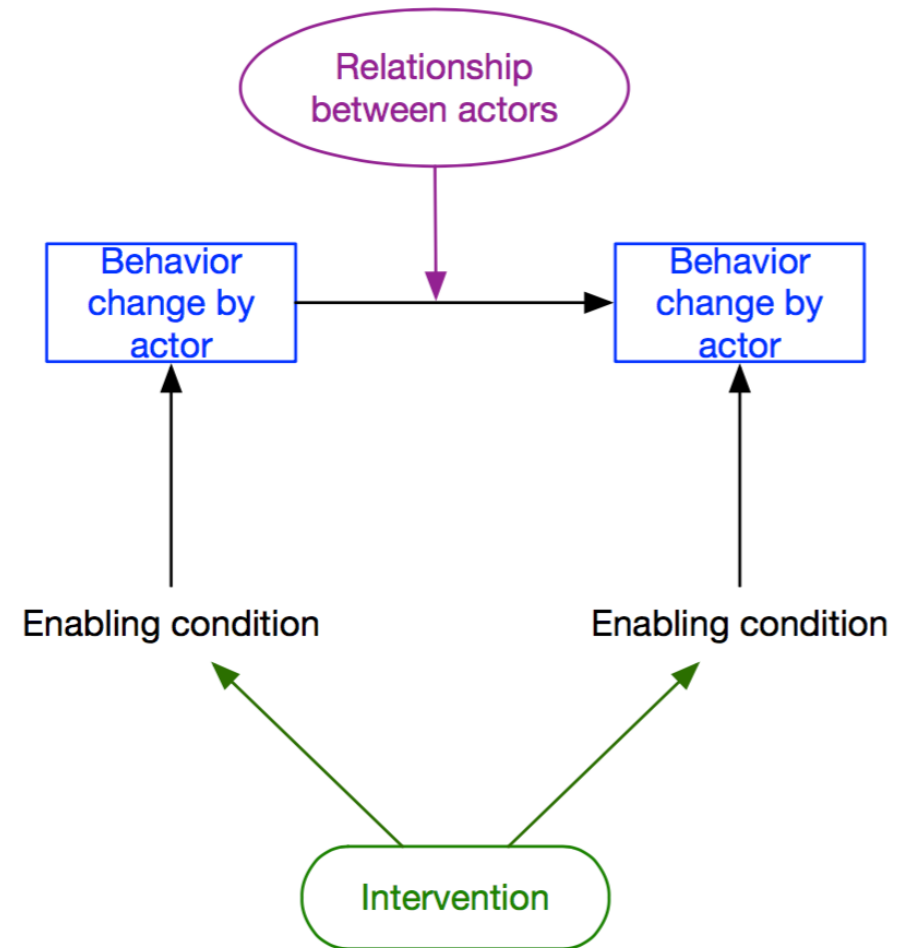 Relationship
between actors
Behavior
change by
actor
Behavior
change by
actor
Enabling condition
Enabling condition
Intervention